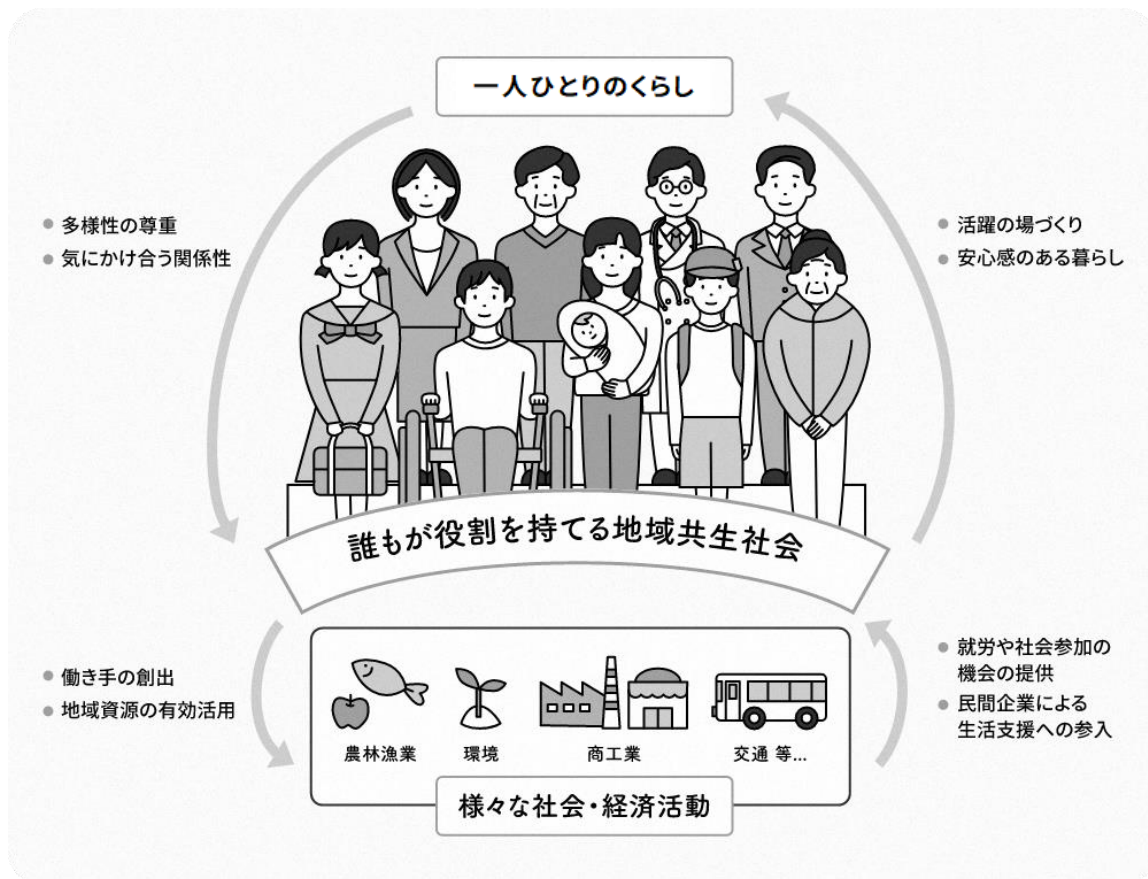 一人ひとりのくらし
多様性の尊重
気にかけ合う関係性
活躍の場づくり
安心感のある暮らし
誰もが役割を持てる地域共生社会
働き手の創出
地域資源の有効活用
就労や社会参加の
機会の提供
民間企業による
生活支援への参入
農林漁業
環境
商工業
交通 等...
様々な社会・経済活動